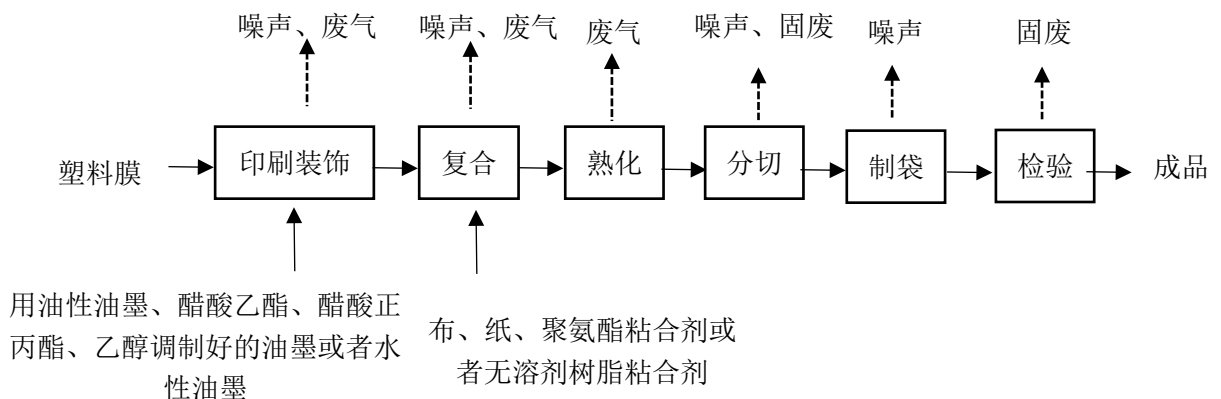 噪声、废气
噪声、废气
废气
噪声、固废
噪声
固废
塑料膜
印刷装饰
复合
熟化
分切
制袋
检验
成品
用油性油墨、醋酸乙酯、醋酸正
丙酯、乙醇调制好的油墨或者水
性油墨
布、纸、聚氨酯粘合剂或
者无溶剂树脂粘合剂